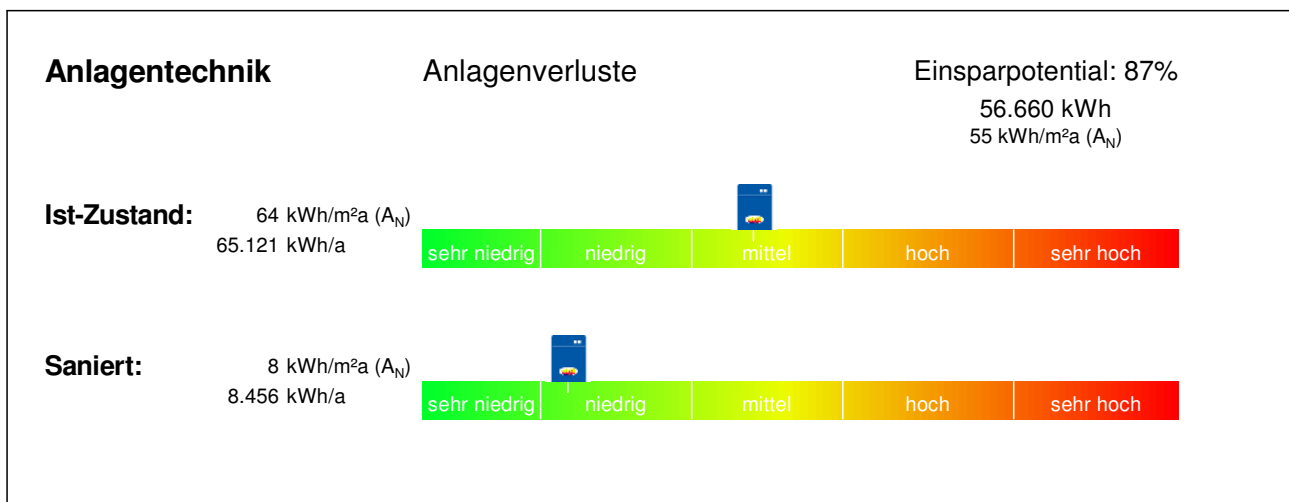 Anlagentechnik Anlagenverluste Einsparpotential: 87%
56.660 kWh
55 kWh/m²a (AN)
Ist-Zustand: 64 kWh/m²a (AN)
65.121 kWh/a
sehr niedrig niedrig mittel hoch sehr hoch
Saniert: 8 kWh/m²a (AN)
8.456 kWh/a
sehr niedrig niedrig mittel hoch sehr hoch